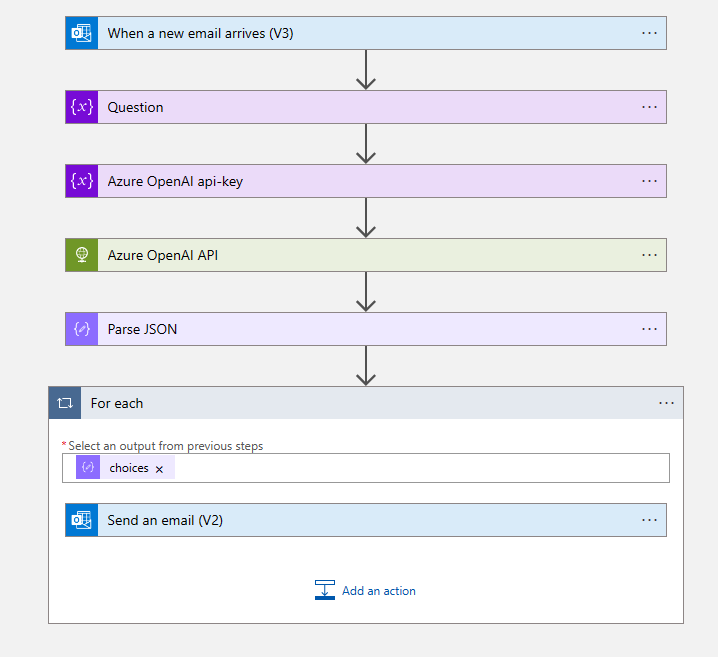 When a new email arrives (V3)
{x} Question
{x} Azure OpenAI api-key
Azure OpenAI API
Parse JSON
For each
* Select an output from previous steps
choices ×
Send an email (V2)
Add an action